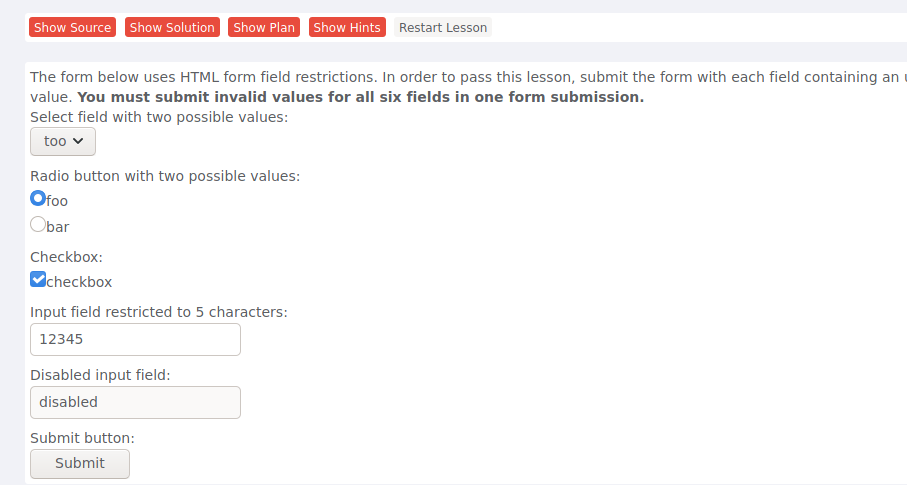 Show Source Show Solution Show Plan Show Hints Restart Lesson
The form below uses HTML form field restrictions. In order to pass this lesson, submit the form with each field containing an
value. You must submit invalid values for all six fields in one form submission.
Select field with two possible values:
too
Radio button with two possible values:
foo
bar
Checkbox:
checkbox
Input field restricted to 5 characters:
12345
Disabled input field:
disabled
Submit button:
Submit